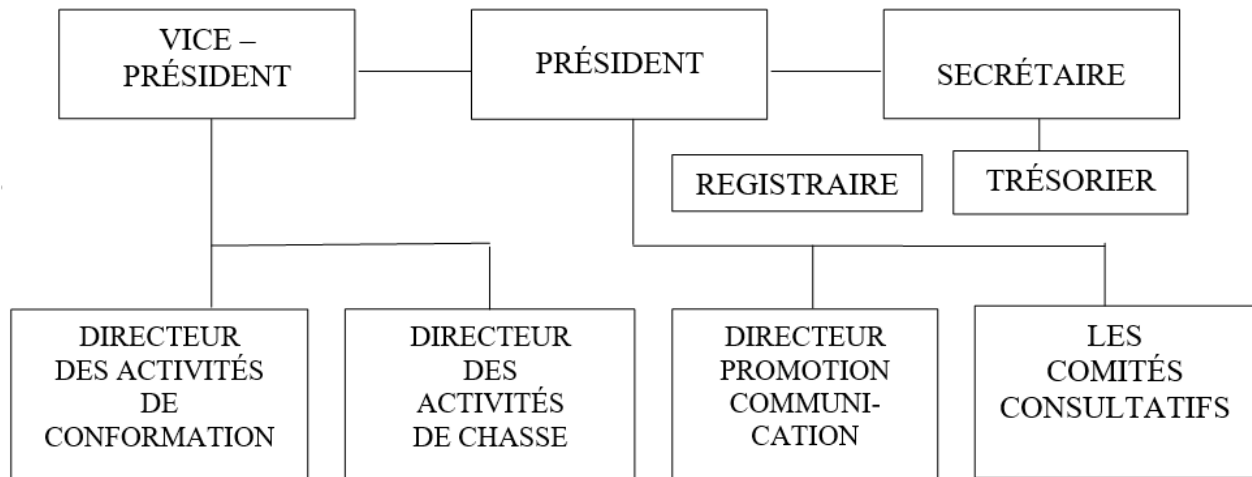 VICE –
PRÉSIDENT
PRÉSIDENT
SECRÉTAIRE
REGISTRAIRE
TRÉSORIER
DIRECTEUR
DES ACTIVITÉS
DE
CONFORMATION
DIRECTEUR
DES
ACTIVITÉS
DE CHASSE
DIRECTEUR
PROMOTION
COMMUNI-
CATION
LES
COMITÉS
CONSULTATIFS